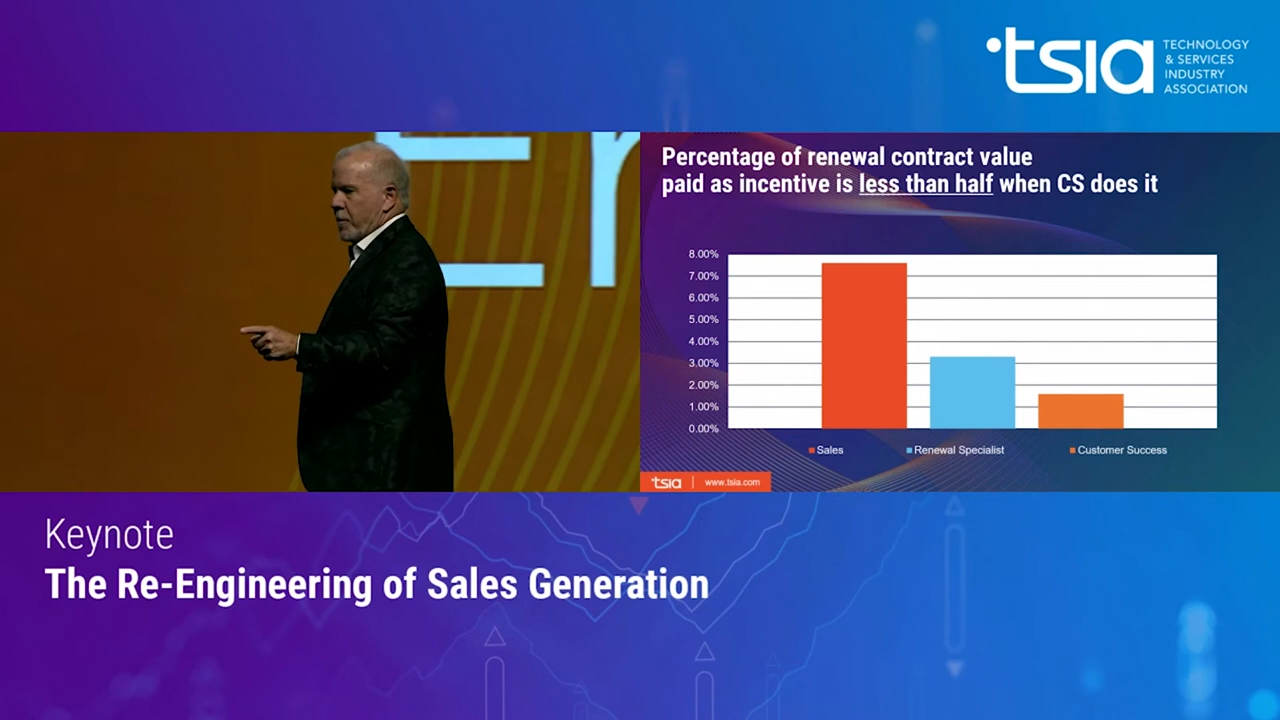 tsia
TECHNOLOGY
& SERVICES
INDUSTRY
ASSOCIATION
Percentage of renewal contract value
paid as incentive is less than half when CS does it
8.00%
7.00%
6.00%
5.00%
4.00%
3.00%
2.00%
1.00%
0.00%
Sales
Renewal Specialist
Customer Success
tsia | www.tsia.com
Keynote
The Re-Engineering of Sales Generation